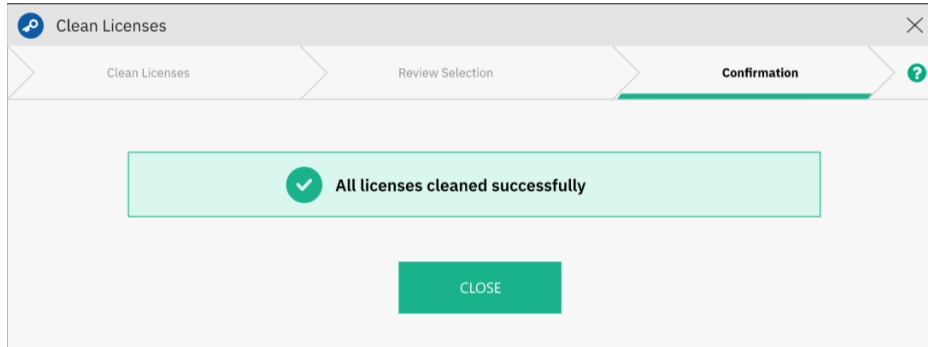 Clean Licenses
Clean Licenses
Review Selection
Confirmation
?
All licenses cleaned successfully
CLOSE